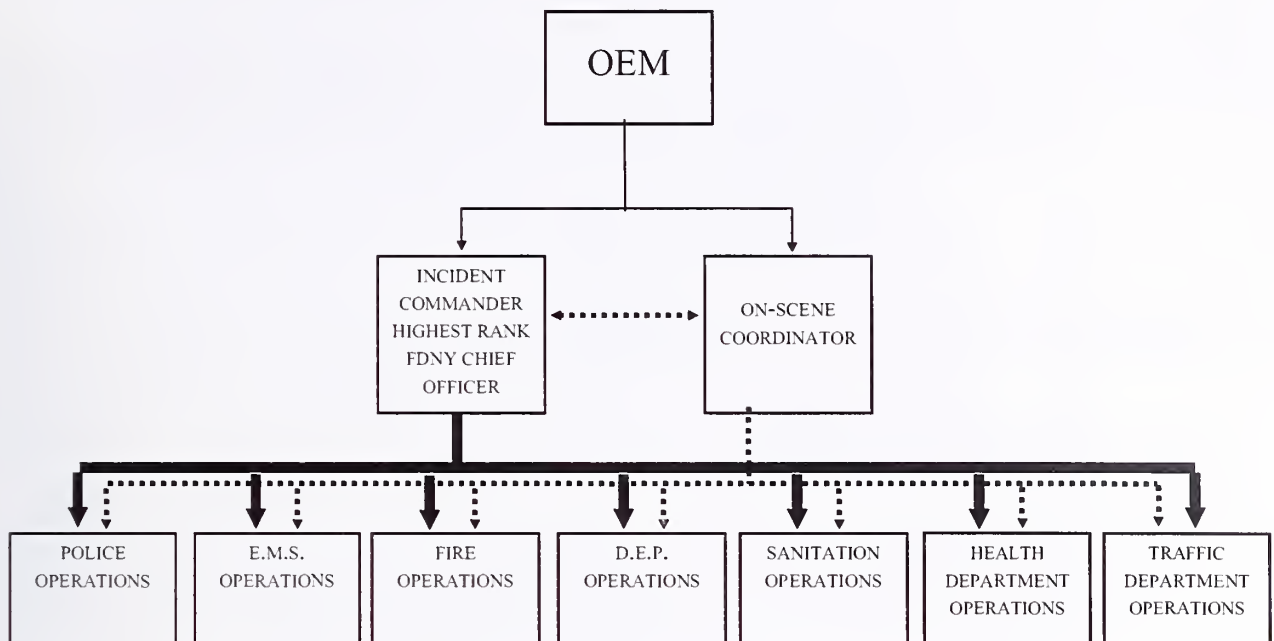 OEM
INCIDENT
COMMANDER
HIGHEST RANK
FDNY CHIEF
OFFICER
ON-SCENE
COORDINATOR
POLICE
OPERATIONS
E.M.S.
OPERATIONS
FIRE
OPERATIONS
D.E.P.
OPERATIONS
SANITATION
OPERATIONS
HEALTH
DEPARTMENT
OPERATIONS
TRAFFIC
DEPARTMENT
OPERATIONS